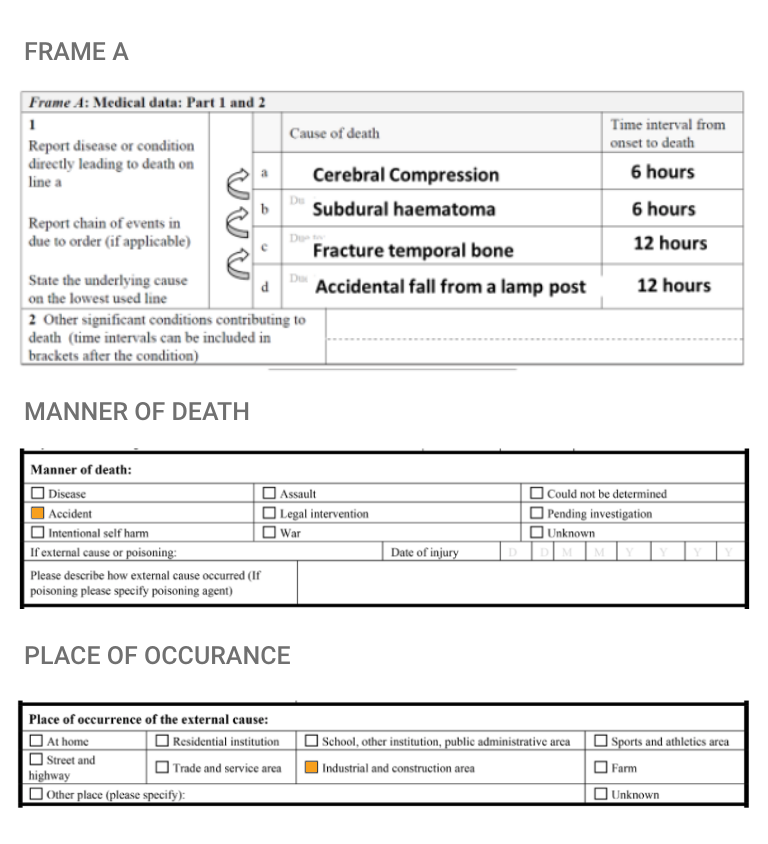 FRAME A
Frame A: Medical data: Part 1 and 2
1
Report disease or condition
directly leading to death on
line a
Report chain of events in
due to order (if applicable)
State the underlying cause
on the lowest used line
Cause of death
Time interval from
onset to death
a Cerebral Compression 6 hours
b Du Subdural haematoma 6 hours
c Due to: Fracture temporal bone 12 hours
d Due Accidental fall from a lamp post 12 hours
2 Other significant conditions contributing to
death (time intervals can be included in
brackets after the condition)
MANNER OF DEATH
Manner of death:
Disease Assault Could not be determined
Accident Legal intervention Pending investigation
Intentional self harm War Unknown
If external cause or poisoning: Date of injury D D M M Y Y Y Y
Please describe how external cause occurred (If
poisoning please specify poisoning agent)
PLACE OF OCCURANCE
Place of occurrence of the external cause:
At home Residential institution School, other institution, public administrative area Sports and athletics area
Street and
highway Trade and service area Industrial and construction area Farm
Other place (please specify): Unknown